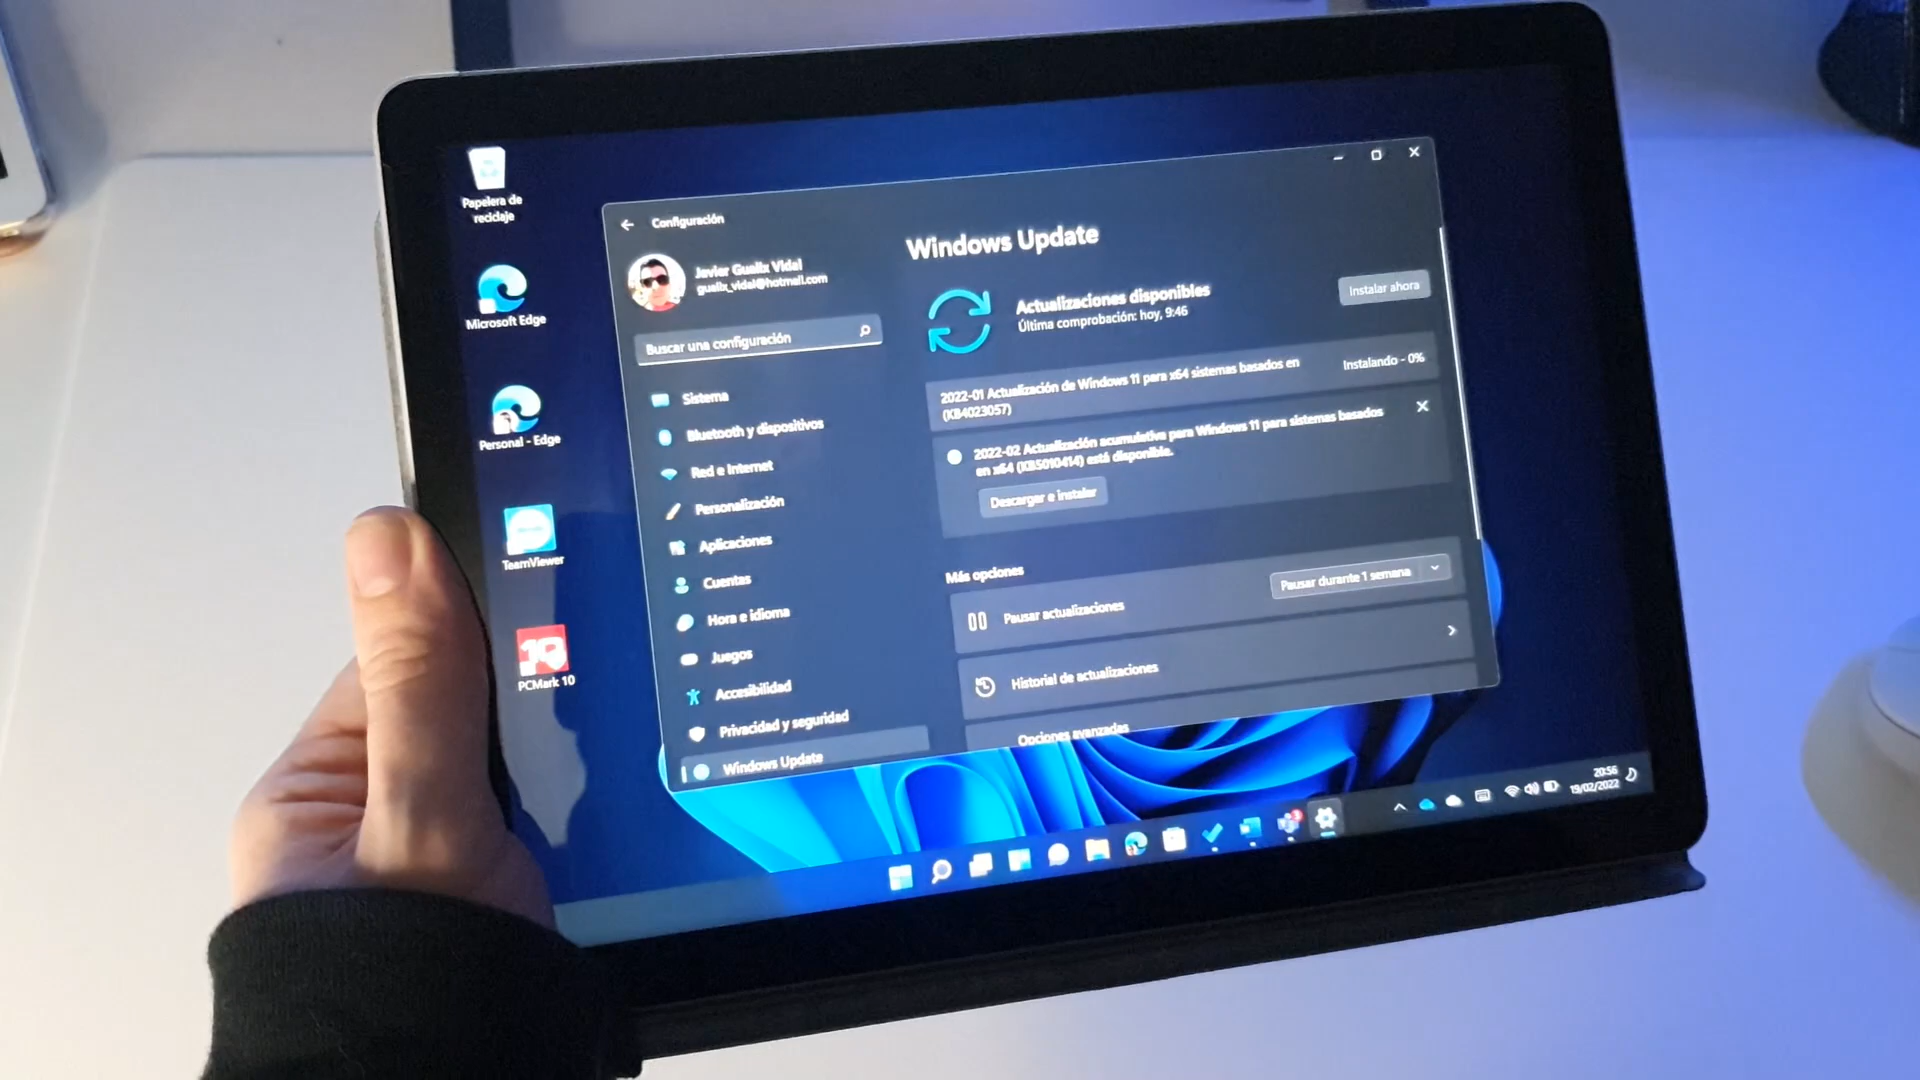 Papelera de
reciclaje
Microsoft Edge
Personal - Edge
TeamViewer
PCMark 10
Configuración
Javier Gualix Vidal
gualix_vidal@hotmail.com
Buscar una configuración
Sistema
Bluetooth y dispositivos
Red e Internet
Personalización
Aplicaciones
Cuentas
Hora e idioma
Juegos
Accesibilidad
Privacidad y seguridad
Windows Update
Windows Update
Actualizaciones disponibles
Última comprobación: hoy, 9:46
Instalar ahora
2022-01 Actualización de Windows 11 para x64 sistemas basados en
(KB4023057)
Instalando - 0%
2022-02 Actualización acumulativa para Windows 11 para sistemas basados
en x64 (KB5010414) está disponible.
Descargar e instalar
Más opciones
Pausar actualizaciones
Pausar durante 1 semana
Historial de actualizaciones
Opciones avanzadas
20:56
19/02/2022